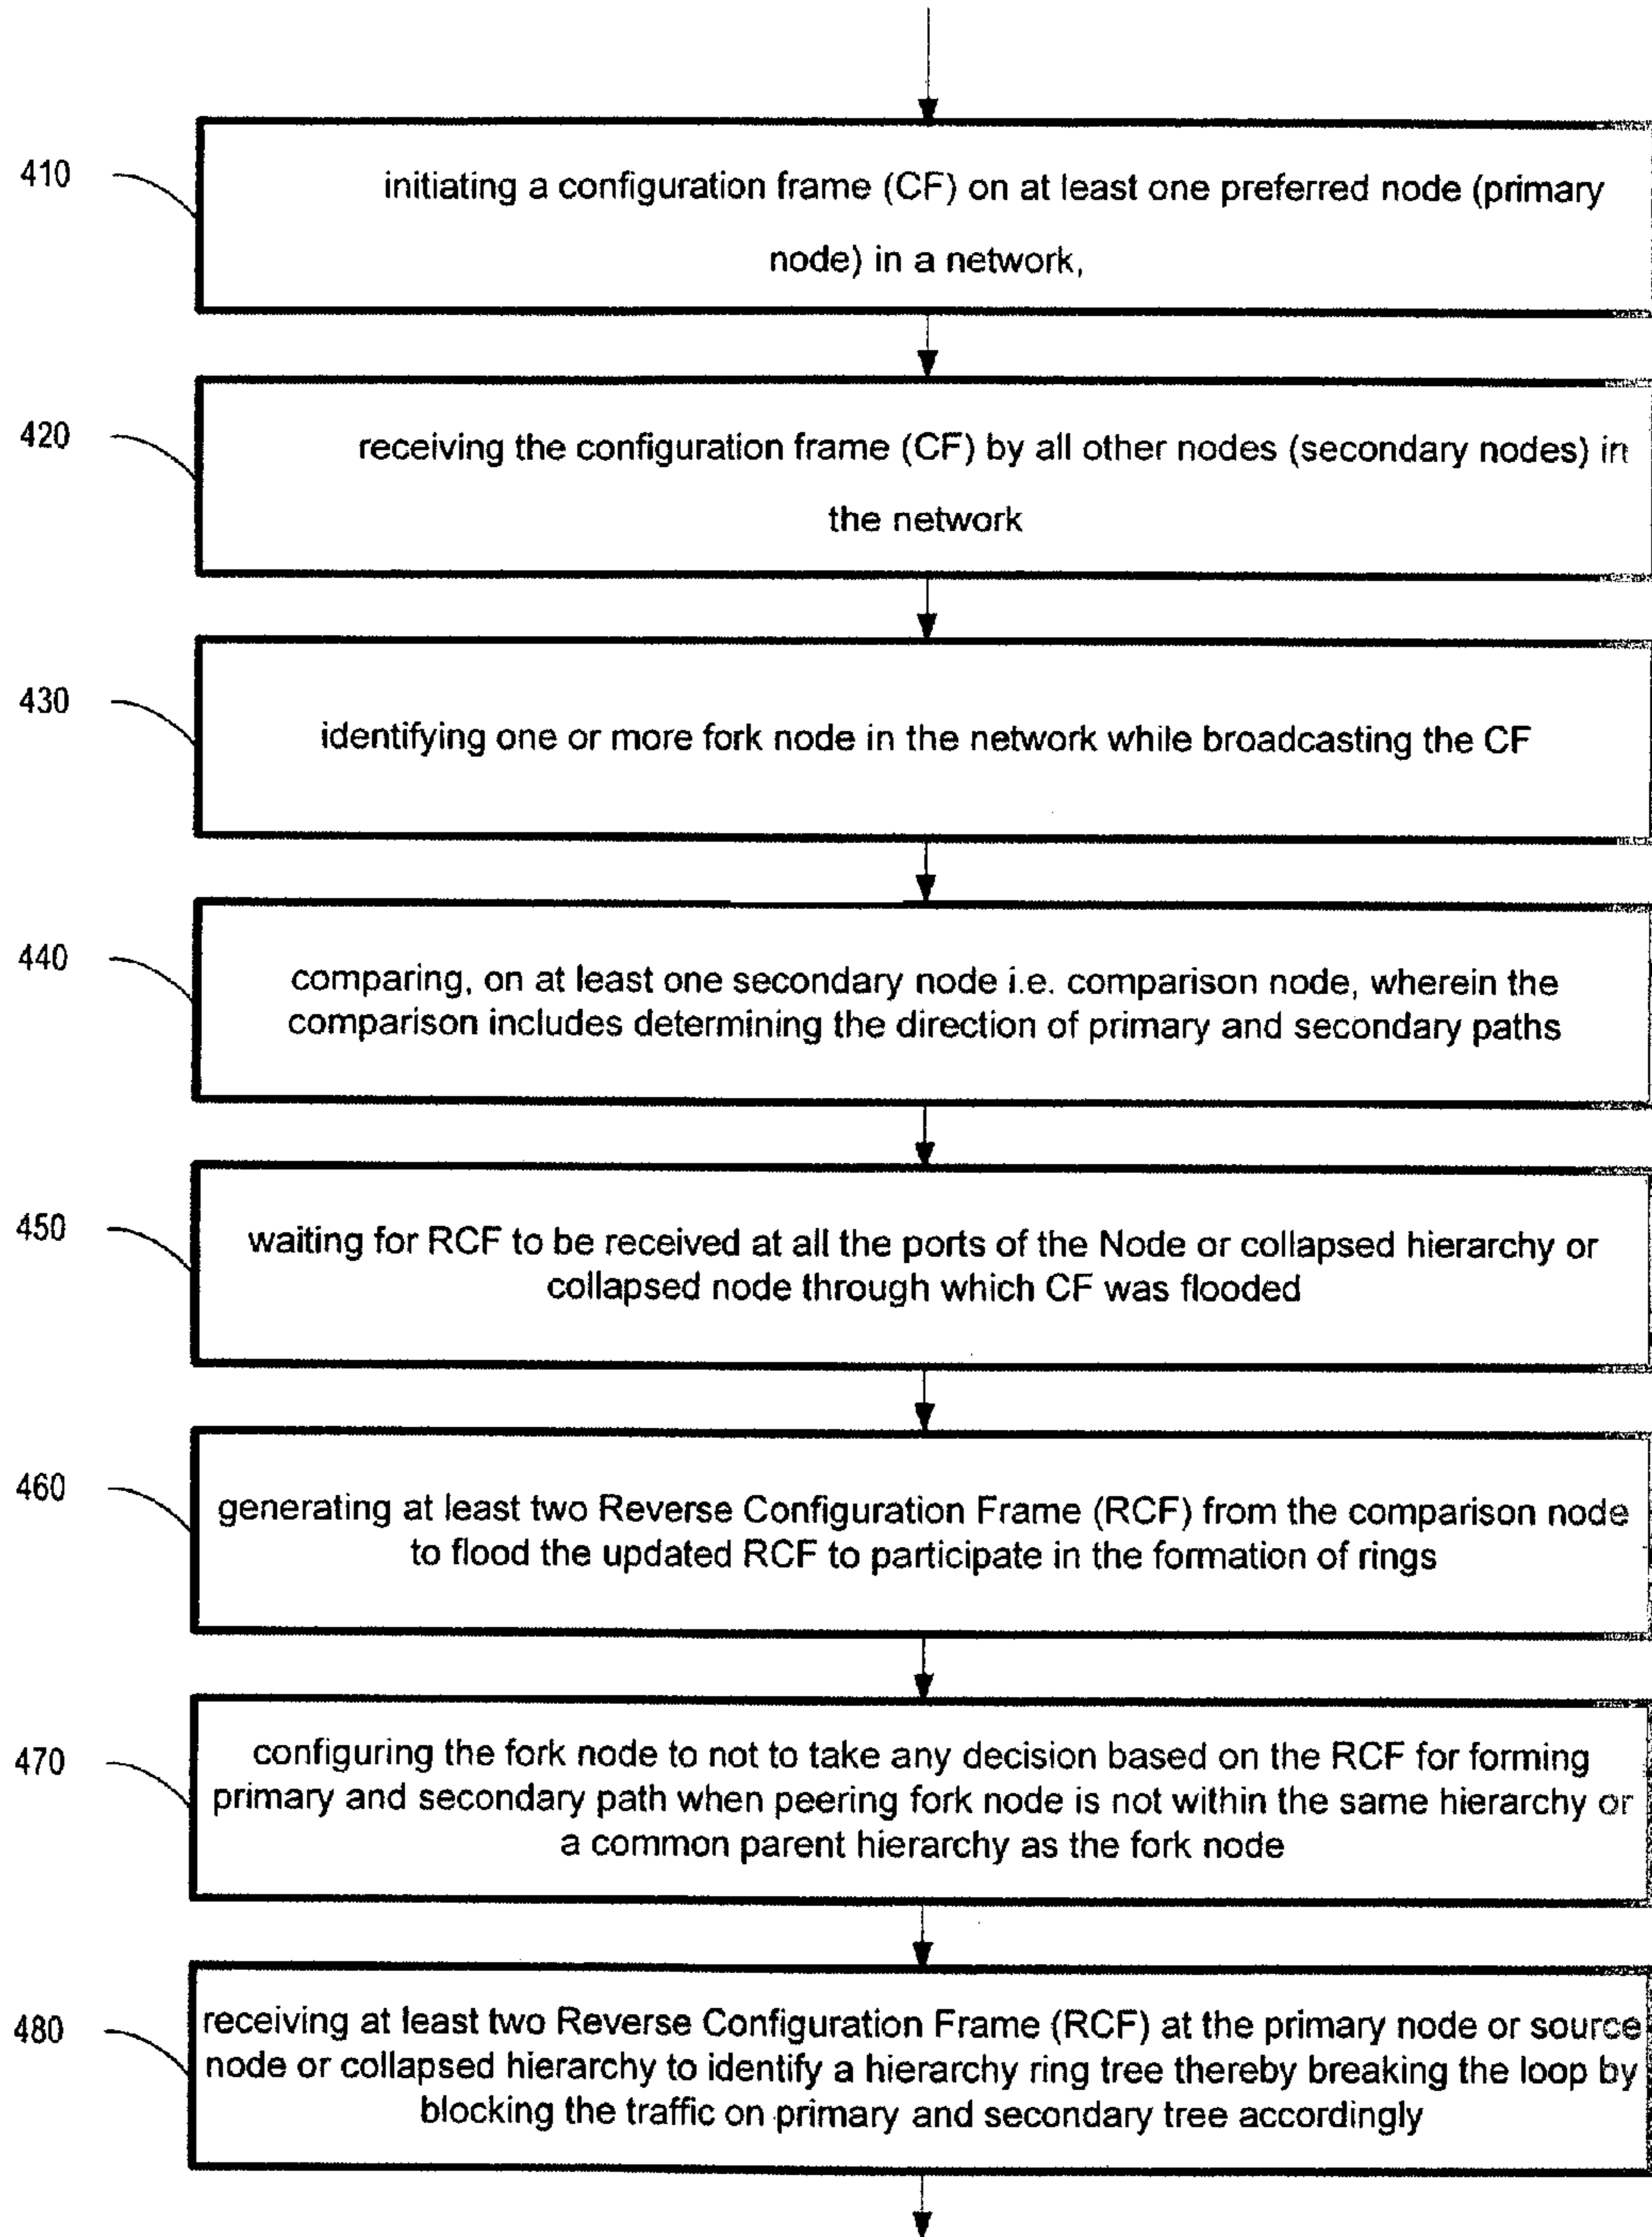 410
initiating a configuration frame (CF) on at least one preferred node (primary
node) in a network,
420
receiving the configuration frame (CF) by all other nodes (secondary nodes) in
the network
430
identifying one or more fork node in the network while broadcasting the CF
440
comparing, on at least one secondary node i.e. comparison node, wherein the
comparison includes determining the direction of primary and secondary paths
450
waiting for RCF to be received at all the ports of the Node or collapsed hierarchy or
collapsed node through which CF was flooded
460
generating at least two Reverse Configuration Frame (RCF) from the comparison node
to flood the updated RCF to participate in the formation of rings
470
configuring the fork node to not to take any decision based on the RCF for forming
primary and secondary path when peering fork node is not within the same hierarchy or
a common parent hierarchy as the fork node
480
receiving at least two Reverse Configuration Frame (RCF) at the primary node or source
node or collapsed hierarchy to identify a hierarchy ring tree thereby breaking the loop by
blocking the traffic on primary and secondary tree accordingly